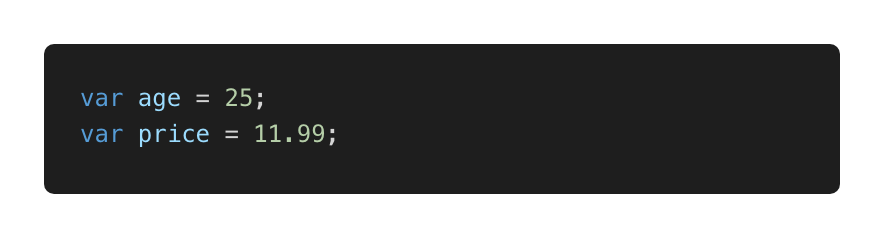 var age = 25;
var price = 11.99;